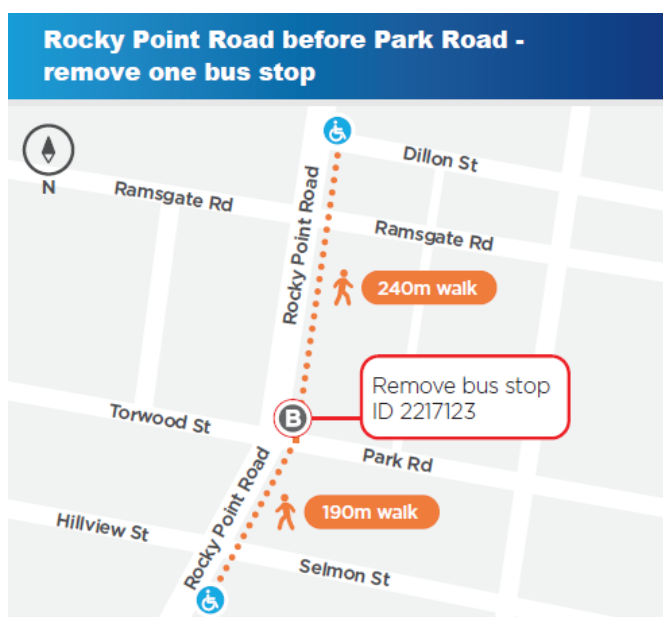 Rocky Point Road before Park Road -
remove one bus stop
N
Ramsgate Rd
Dillon St
Rocky Point Road
Ramsgate Rd
240m walk
Remove bus stop
ID 2217123
B
Torwood St
Park Rd
Rocky Point Road
190m walk
Hillview St
Selmon St